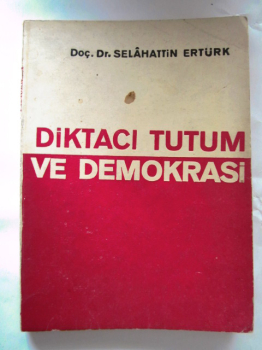 Doç. Dr. SELÂHATTİN ERTÜRK
DİKTACI TUTUM
VE DEMOKRASİ